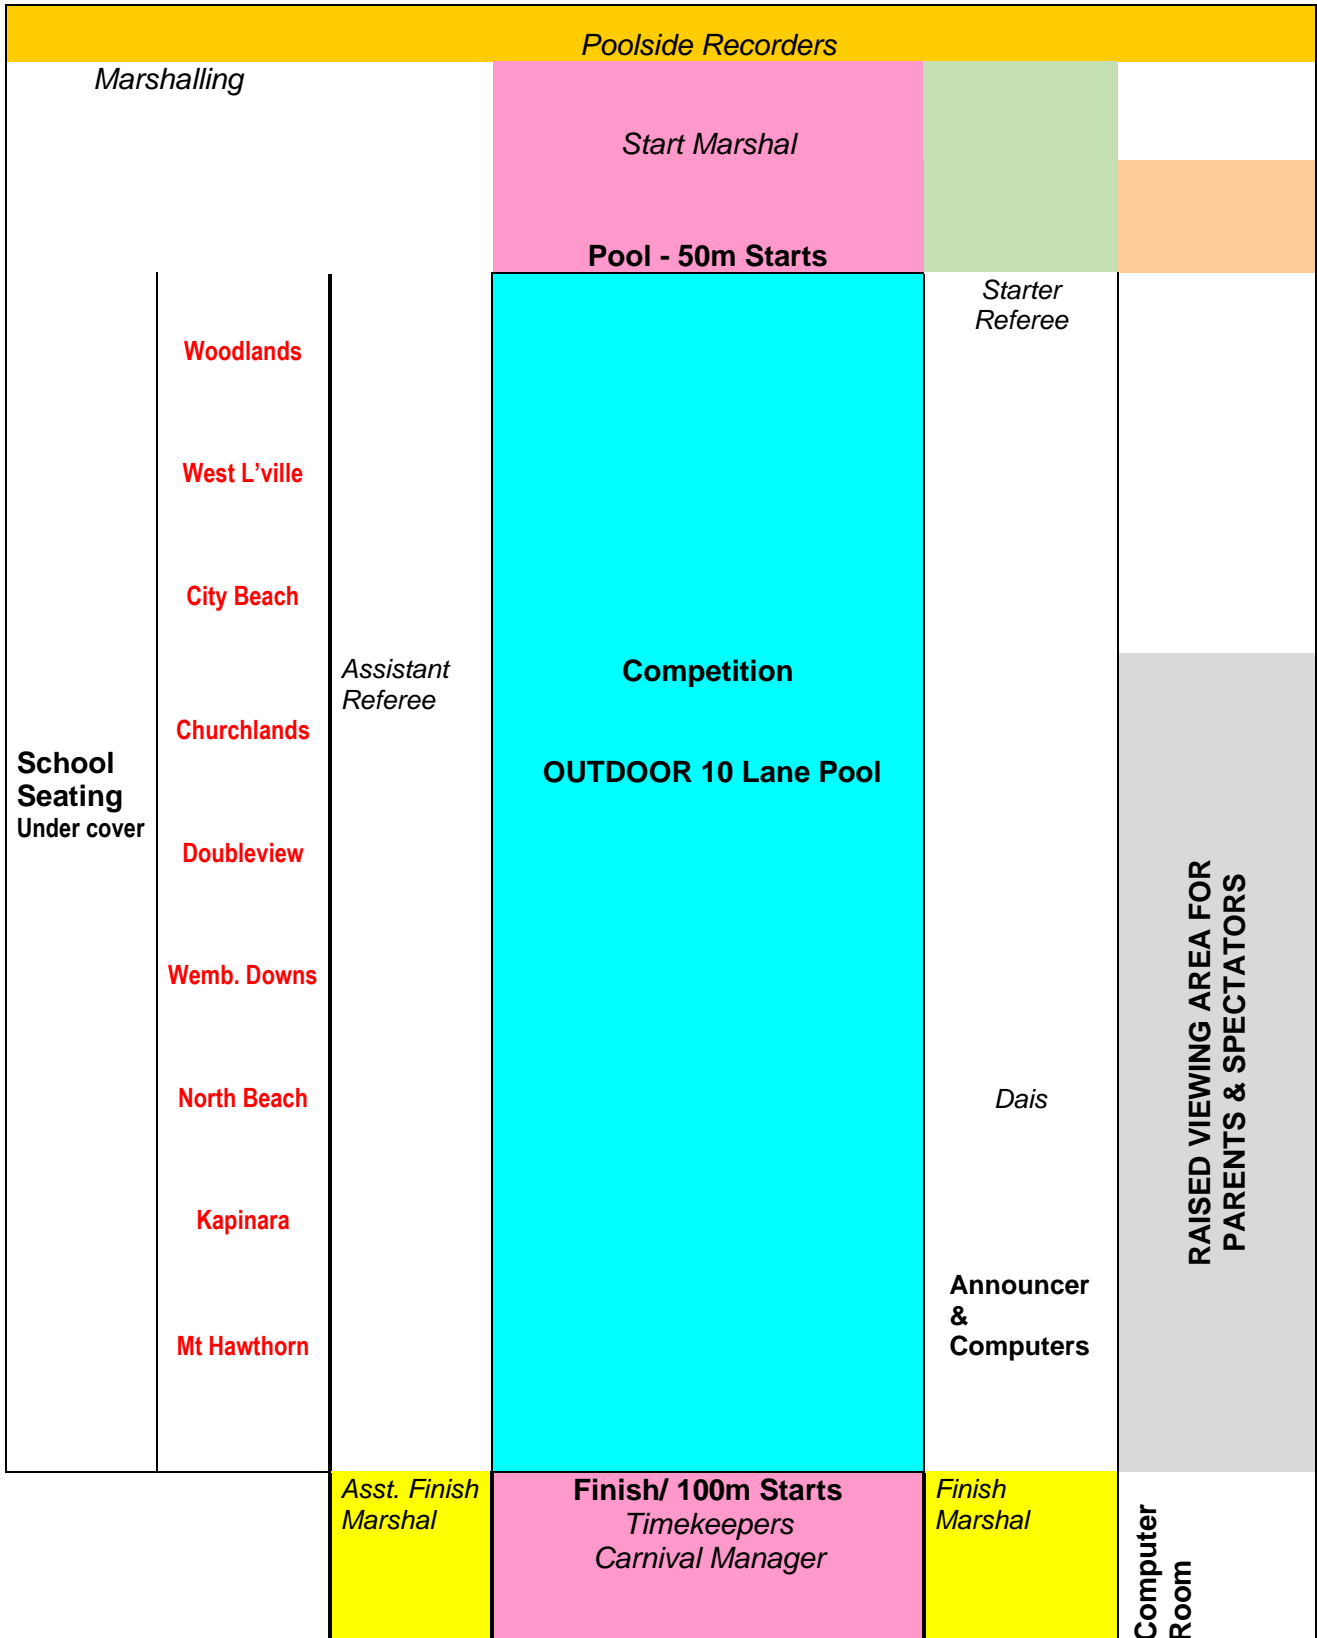 Poolside Recorders
Marshalling
Start Marshal
Pool - 50m Starts
Starter
Referee
Woodlands
West L’ville
City Beach
Assistant
Referee
Competition
Churchlands
School
Seating
Under cover
OUTDOOR 10 Lane Pool
Doubleview
Wemb. Downs
North Beach
Dais
RAISED VIEWING AREA FOR
PARENTS & SPECTATORS
Kapinara
Announcer
&
Computers
Mt Hawthorn
Asst. Finish
Marshal
Finish/ 100m Starts
Timekeepers
Carnival Manager
Finish
Marshal
Computer
Room